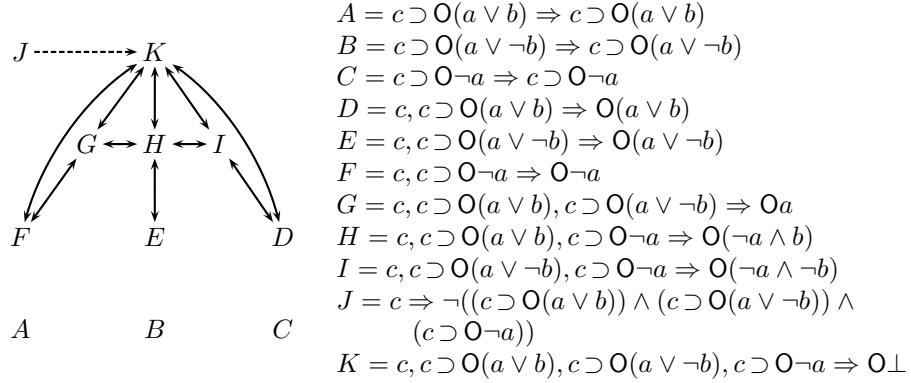 J K
G H I
F E D
A B C
A = c ⊃ O(a ∨ b) ⇒ c ⊃ O(a ∨ b)
B = c ⊃ O(a ∨ ¬b) ⇒ c ⊃ O(a ∨ ¬b)
C = c ⊃ O¬a ⇒ c ⊃ O¬a
D = c, c ⊃ O(a ∨ b) ⇒ O(a ∨ b)
E = c, c ⊃ O(a ∨ ¬b) ⇒ O(a ∨ ¬b)
F = c, c ⊃ O¬a ⇒ O¬a
G = c, c ⊃ O(a ∨ b), c ⊃ O(a ∨ ¬b) ⇒ Oa
H = c, c ⊃ O(a ∨ b), c ⊃ O¬a ⇒ O(¬a ∧ b)
I = c, c ⊃ O(a ∨ ¬b), c ⊃ O¬a ⇒ O(¬a ∧ ¬b)
J = c ⇒ ¬((c ⊃ O(a ∨ b)) ∧ (c ⊃ O(a ∨ ¬b)) ∧
(c ⊃ O¬a))
K = c, c ⊃ O(a ∨ b), c ⊃ O(a ∨ ¬b), c ⊃ O¬a ⇒ O⊥